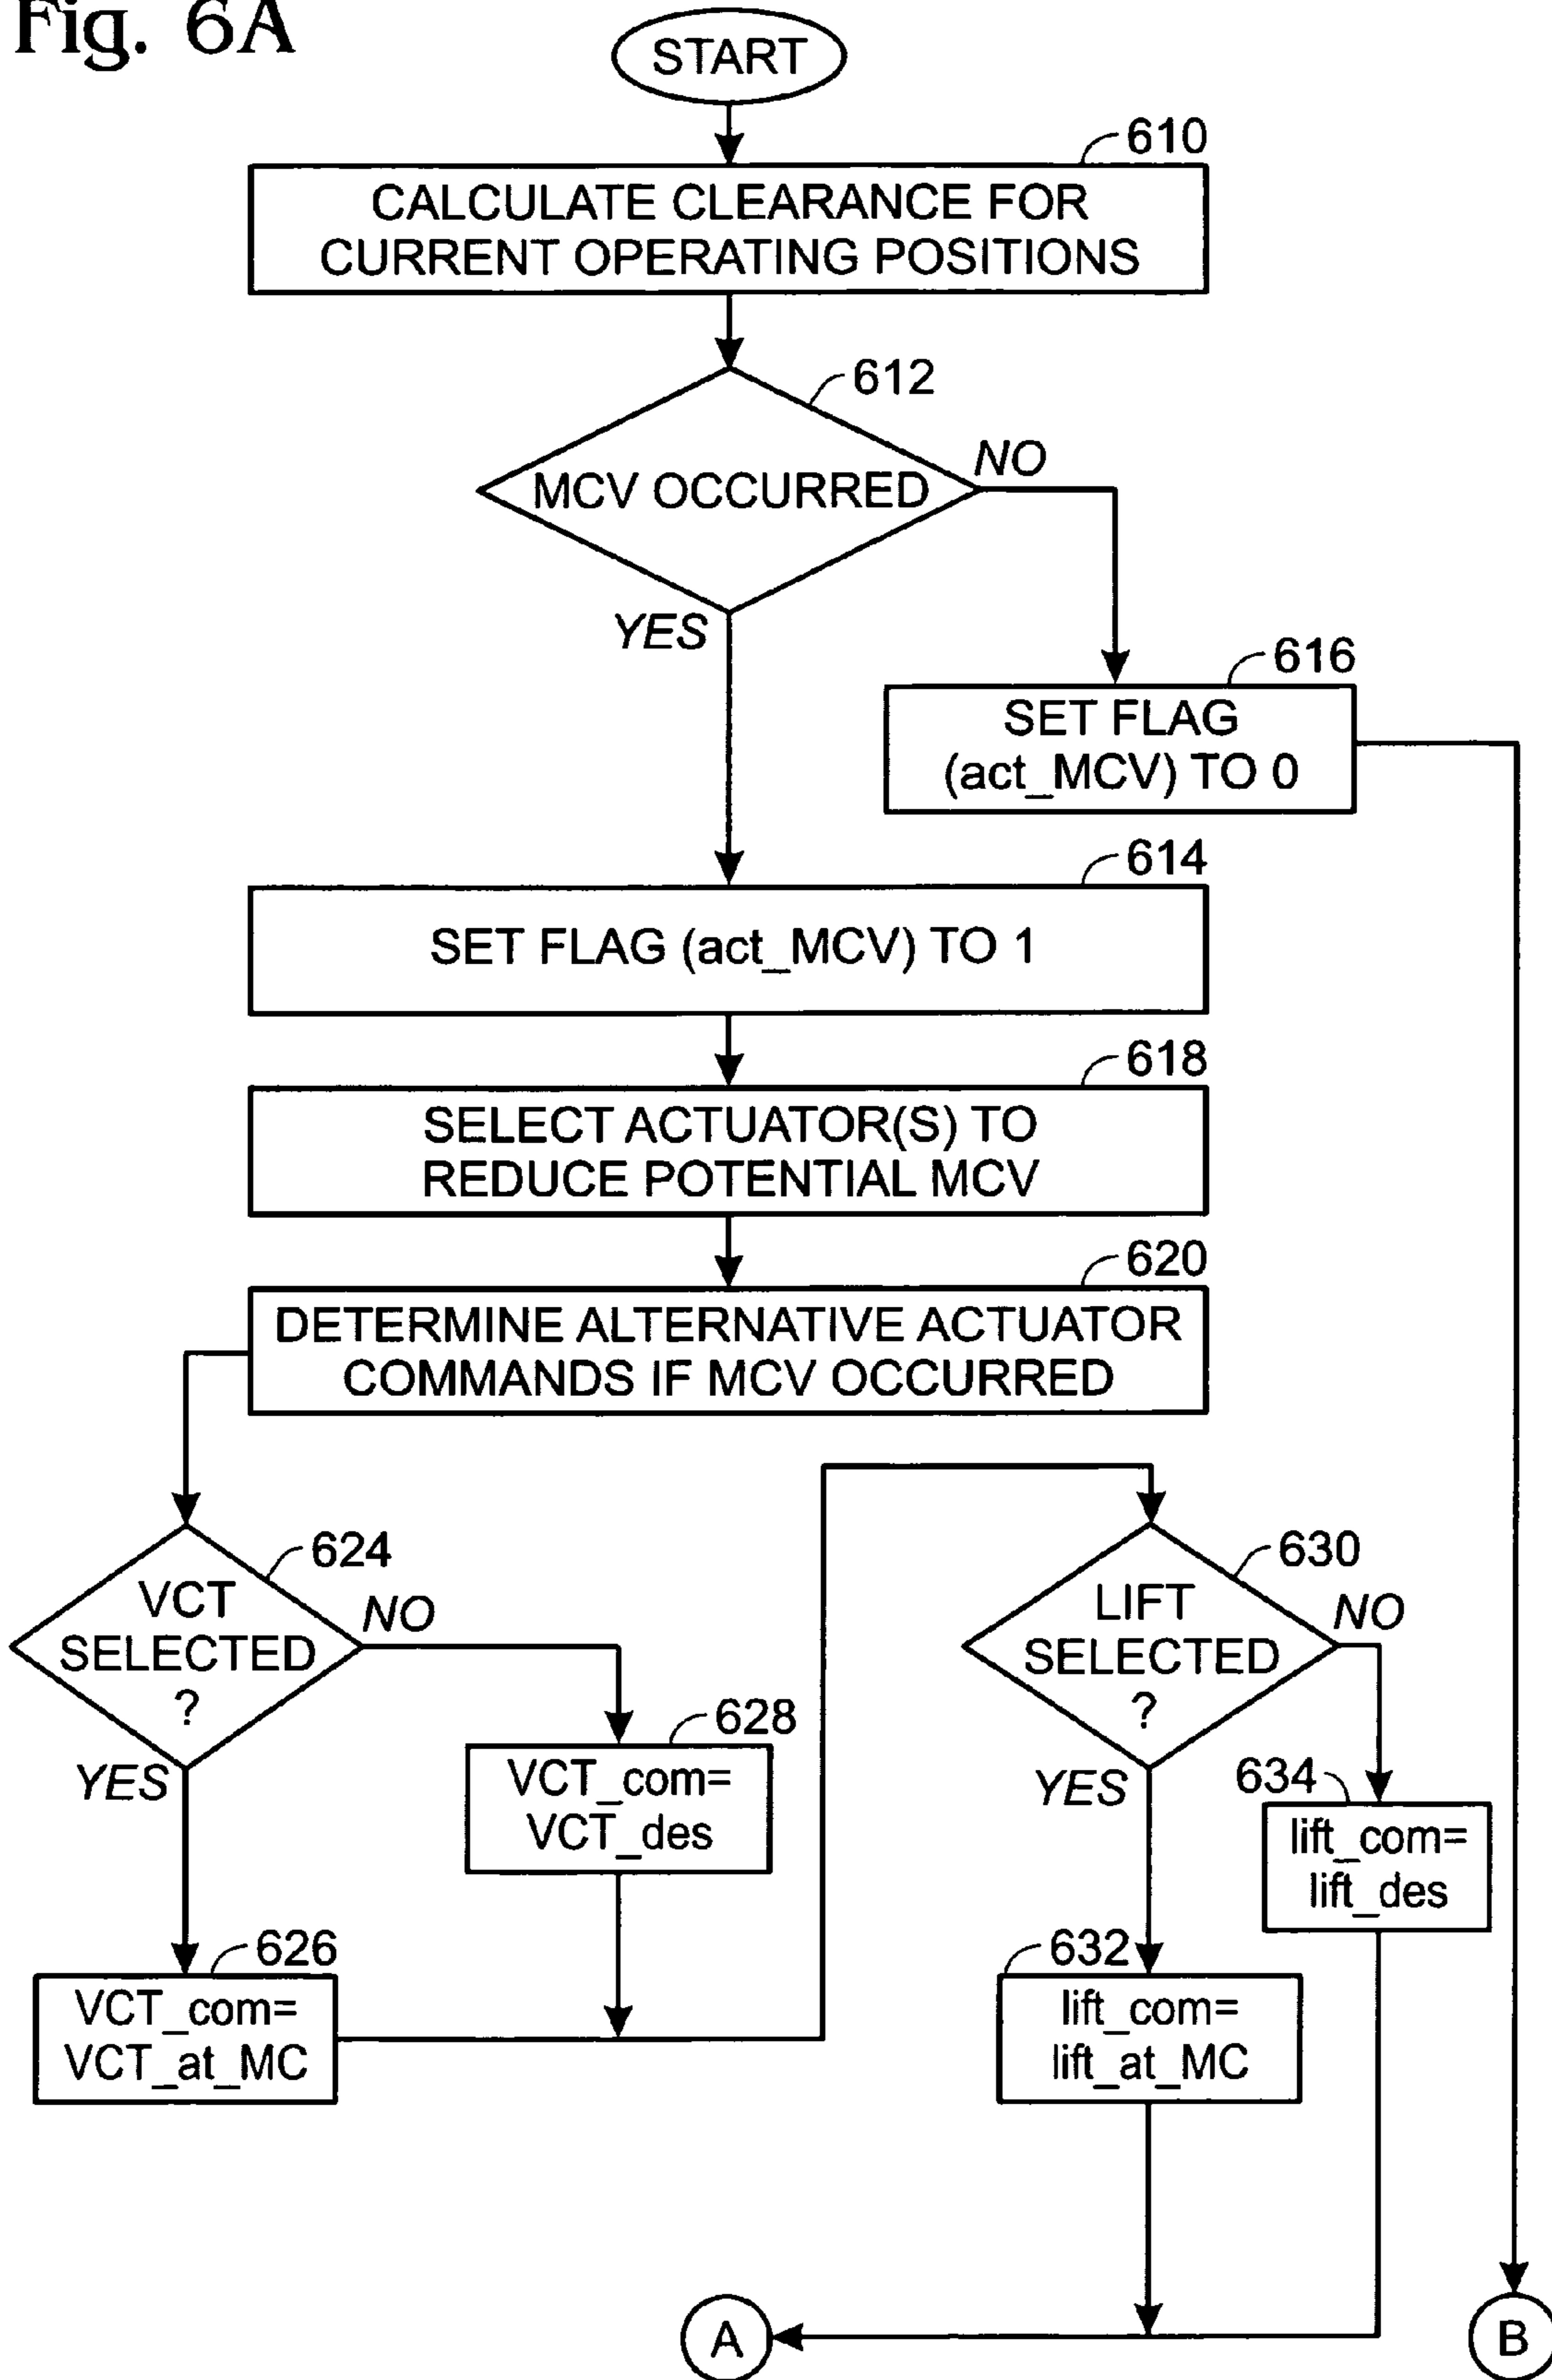 Fig. 6A
START
610
CALCULATE CLEARANCE FOR
CURRENT OPERATING POSITIONS
612
MCV OCCURRED
NO
YES
616
SET FLAG
(act_MCV) TO 0
614
SET FLAG (act_MCV) TO 1
618
SELECT ACTUATOR(S) TO
REDUCE POTENTIAL MCV
620
DETERMINE ALTERNATIVE ACTUATOR
COMMANDS IF MCV OCCURRED
624
VCT
SELECTED
?
NO
YES
628
VCT_com=
VCT_des
626
VCT_com=
VCT_at_MC
630
LIFT
SELECTED
?
NO
YES
634
lift_com=
lift_des
632
lift_com=
lift_at_MC
A
B